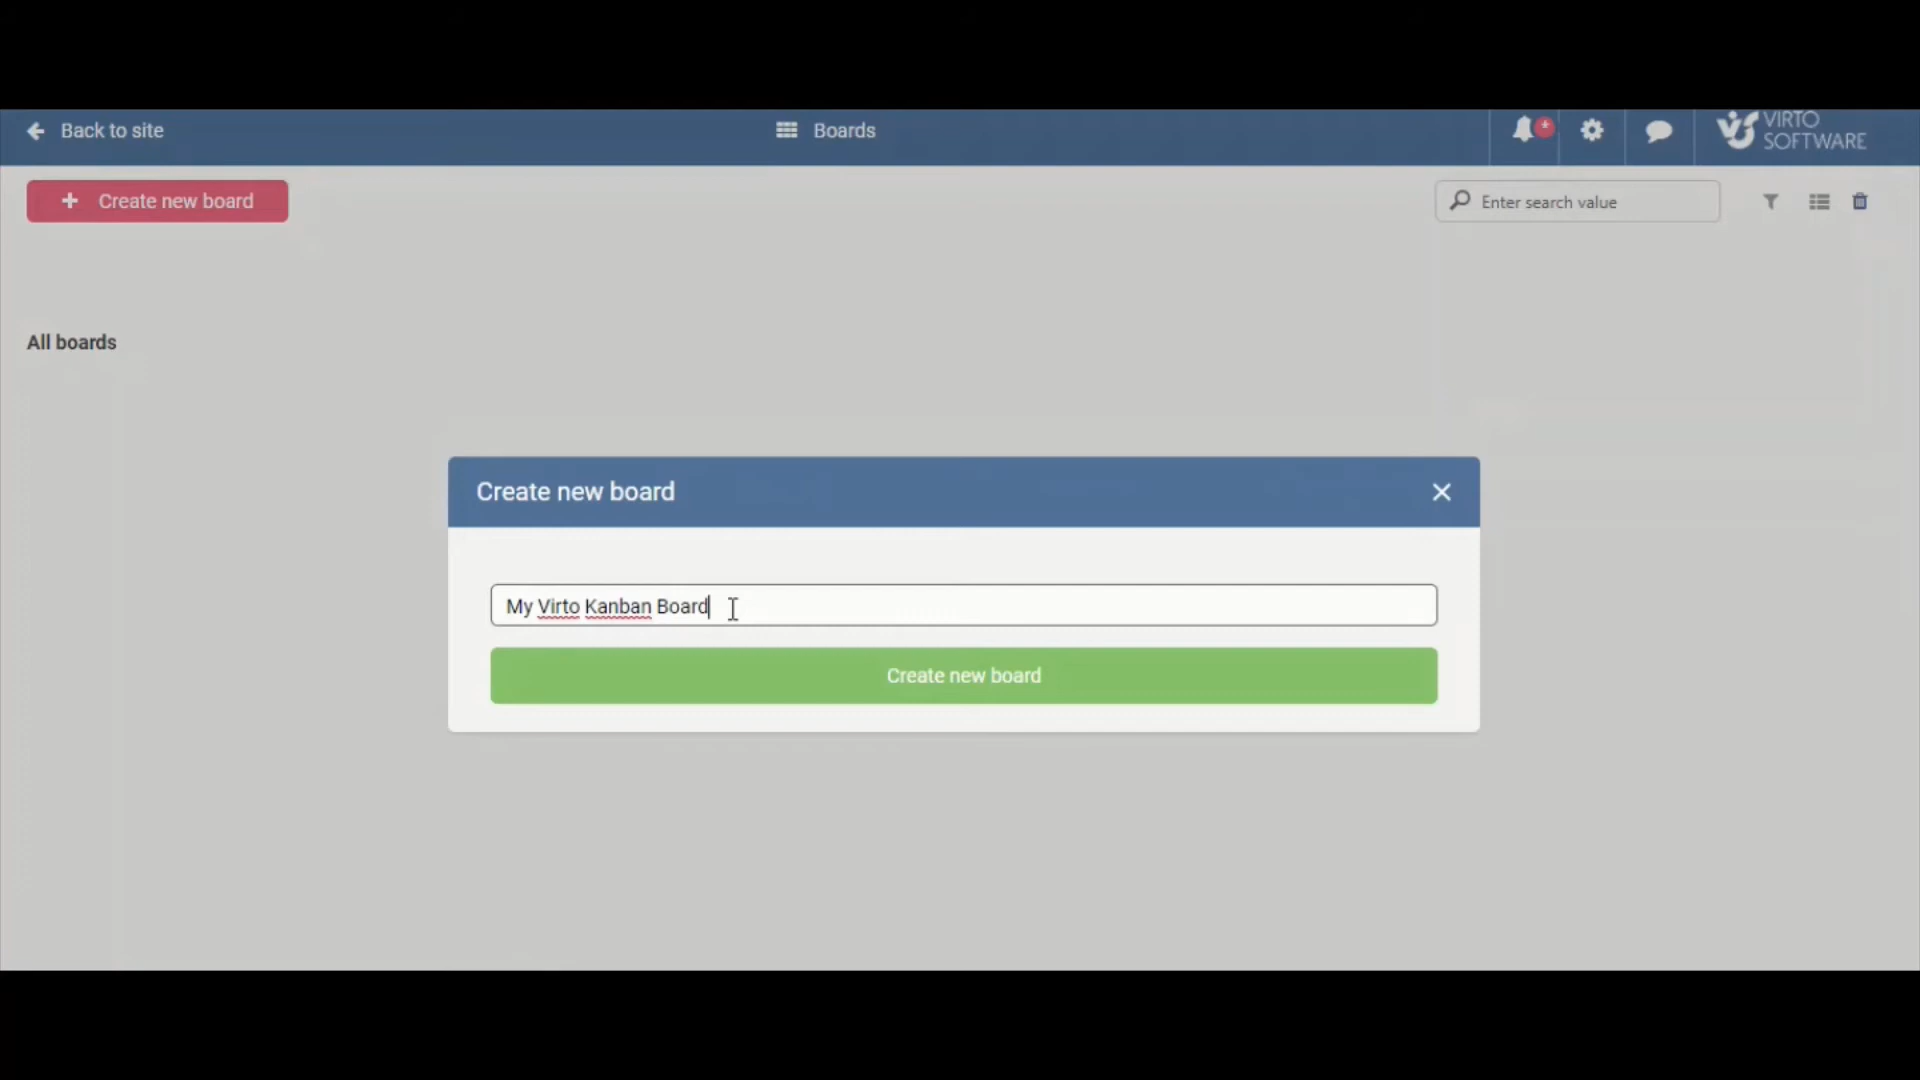 Back to site
Boards
VIRTO
SOFTWARE
Create new board
Enter search value
All boards
Create new board
My Virto Kanban Board
Create new board